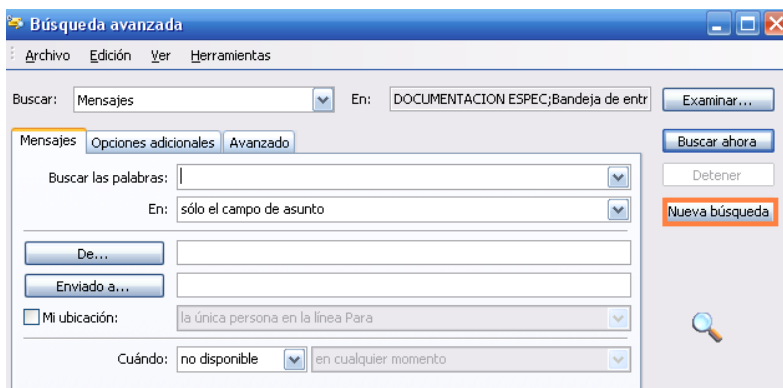 Búsqueda avanzada
Archivo Edición Ver Herramientas
Buscar: Mensajes En: DOCUMENTACION ESPEC;Bandeja de entr Examinar...
Mensajes Opciones adicionales Avanzado Buscar ahora
Buscar las palabras: Detener
En: sólo el campo de asunto Nueva búsqueda
De...
Enviado a...
Mi ubicación: la única persona en la línea Para
Cuándo: no disponible en cualquier momento